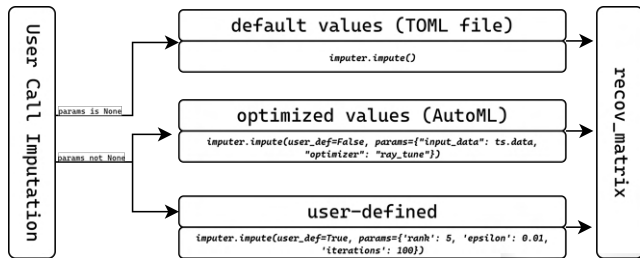 User Call Imputation
params is None
params not None
default values (TOML file)
imputer.impute()
optimized values (AutoML)
imputer.impute(user_def=False, params={"input_data": ts.data,
"optimizer": "ray_tune"})
user-defined
imputer.impute(user_def=True, params={'rank': 5, 'epsilon': 0.01,
'iterations': 100})
recov_matrix